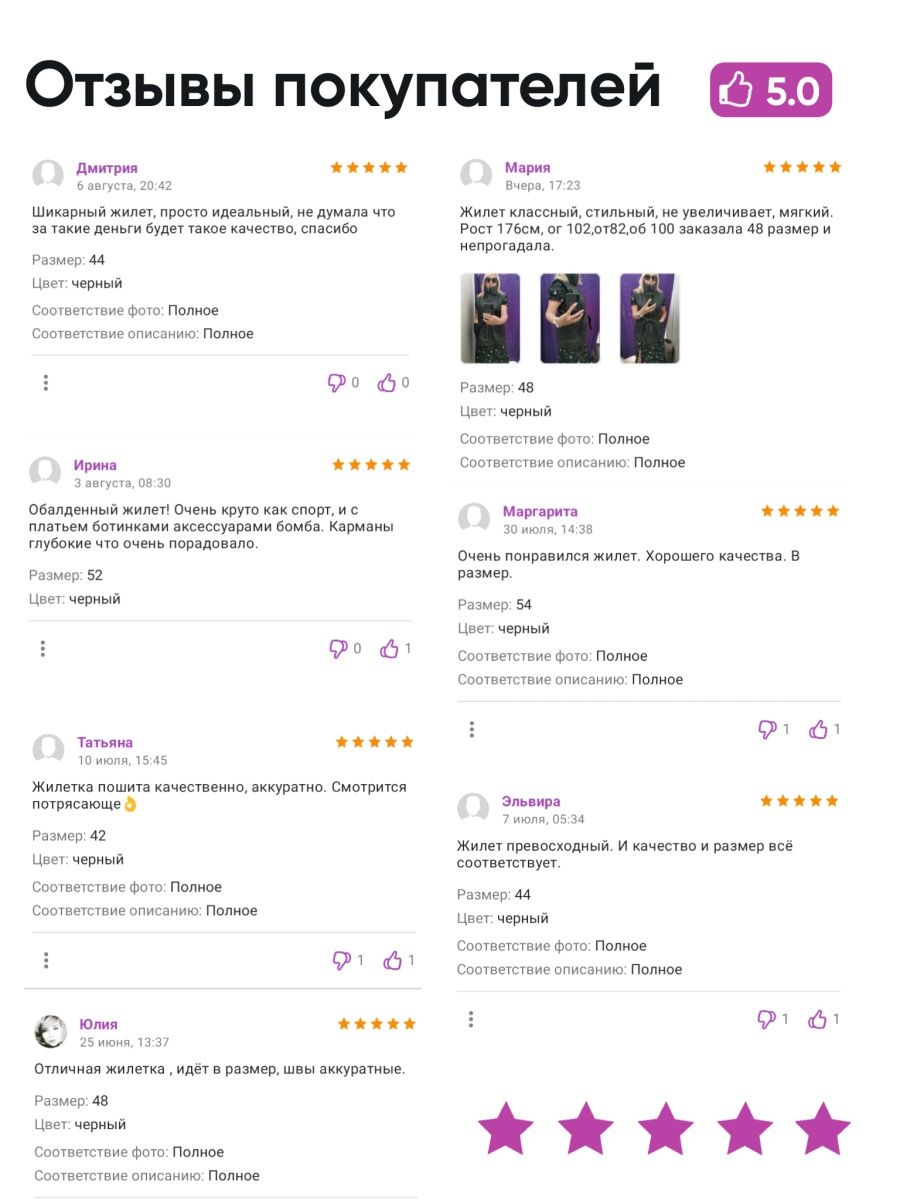 Отзывы покупателей
5.0
Дмитрия
6 августа, 20:42
Шикарный жилет, просто идеальный, не думала что
за такие деньги будет такое качество, спасибо
Размер: 44
Цвет: черный
Соответствие фото: Полное
Соответствие описанию: Полное
0 0
Ирина
3 августа, 08:30
Обалденный жилет! Очень круто как спорт, и с
платьем ботинками аксессуарами бомба. Карманы
глубокие что очень порадовало.
Размер: 52
Цвет: черный
0 1
Татьяна
10 июля, 15:45
Жилетка пошита качественно, аккуратно. Смотрится
потрясающе👌
Размер: 42
Цвет: черный
Соответствие фото: Полное
Соответствие описанию: Полное
1 1
Юлия
25 июня, 13:37
Отличная жилетка , идёт в размер, швы аккуратные.
Размер: 48
Цвет: черный
Соответствие фото: Полное
Соответствие описанию: Полное
Мария
Вчера, 17:23
Жилет классный, стильный, не увеличивает, мягкий.
Рост 176см, ог 102,от82,об 100 заказала 48 размер и
непрогадала.
Размер: 48
Цвет: черный
Соответствие фото: Полное
Соответствие описанию: Полное
Маргарита
30 июля, 14:38
Очень понравился жилет. Хорошего качества. В
размер.
Размер: 54
Цвет: черный
Соответствие фото: Полное
Соответствие описанию: Полное
1 1
Эльвира
7 июля, 05:34
Жилет превосходный. И качество и размер всё
соответствует.
Размер: 44
Цвет: черный
Соответствие фото: Полное
Соответствие описанию: Полное
1 1